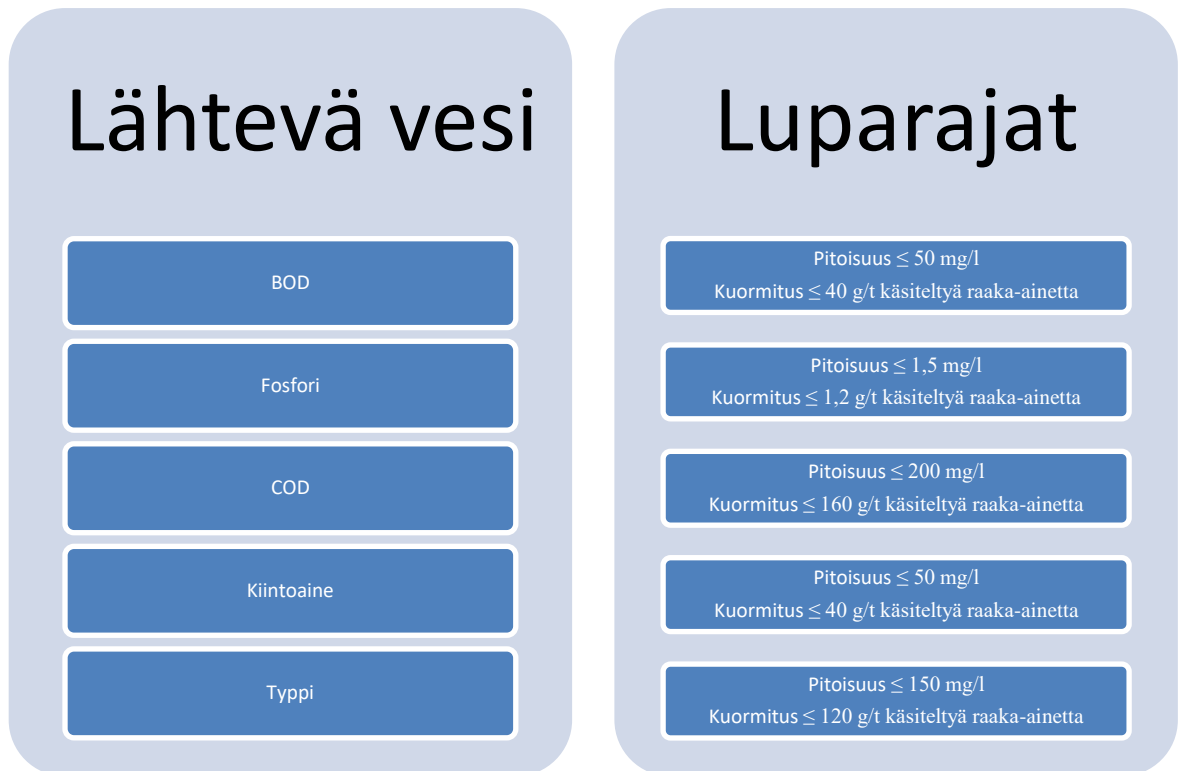 Lähtevä vesi
BOD
Fosfori
COD
Kiintoaine
Typpi
Luparajat
Pitoisuus ≤ 50 mg/l
Kuormitus ≤ 40 g/t käsiteltyä raaka-ainetta
Pitoisuus ≤ 1,5 mg/l
Kuormitus ≤ 1,2 g/t käsiteltyä raaka-ainetta
Pitoisuus ≤ 200 mg/l
Kuormitus ≤ 160 g/t käsiteltyä raaka-ainetta
Pitoisuus ≤ 50 mg/l
Kuormitus ≤ 40 g/t käsiteltyä raaka-ainetta
Pitoisuus ≤ 150 mg/l
Kuormitus ≤ 120 g/t käsiteltyä raaka-ainetta